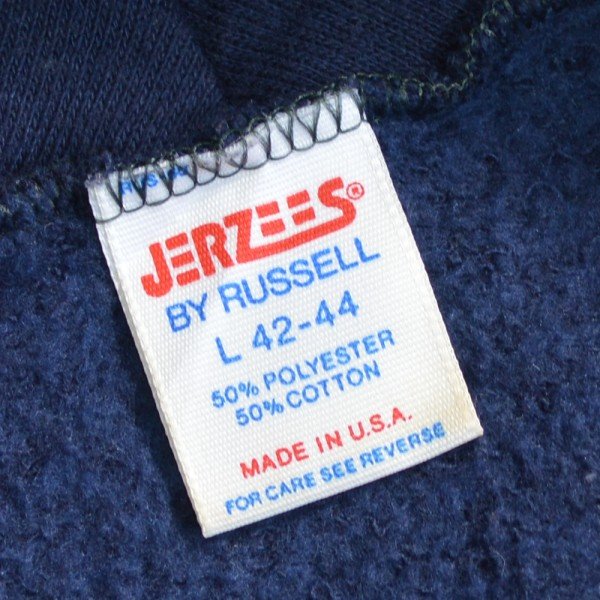 JERZEES®
BY RUSSELL
L 42-44
50% POLYESTER
50% COTTON
MADE IN U.S.A.
FOR CARE SEE REVERSE